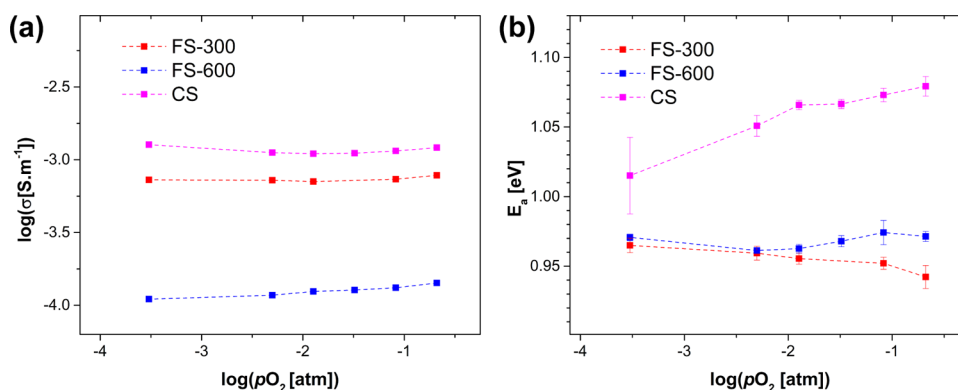 (a)
FS-300
FS-600
CS
-2.5
-3.0
-3.5
-4.0
log(σ[S.m⁻¹]
-4 -3 -2 -1
log(pO₂ [atm])
(b)
FS-300
FS-600
CS
1.10
1.05
1.00
0.95
Eₐ [eV]
-4 -3 -2 -1
log(pO₂ [atm])